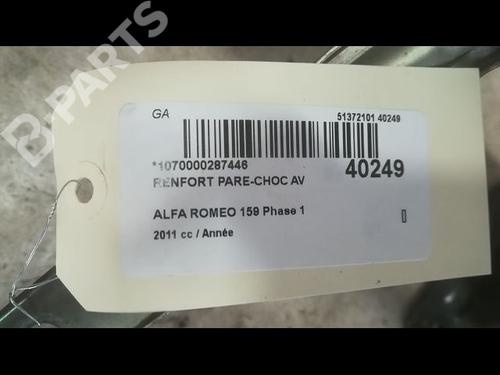 B-PARTS
GA
51372101 40249
*1070000287446
40249
RENFORT PARE-CHOC AV
ALFA ROMEO 159 Phase 1
2011 cc / Année